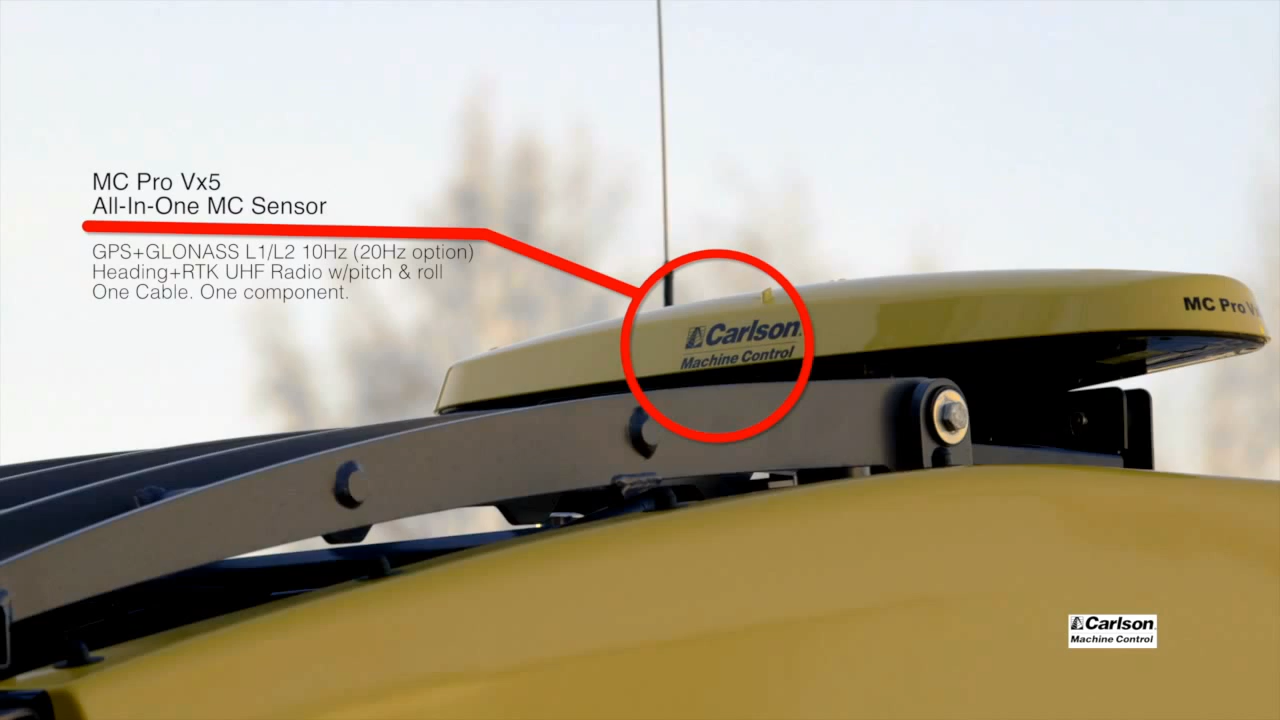 MC Pro Vx5
All-In-One MC Sensor
GPS+GLONASS L1/L2 10Hz (20Hz option)
Heading+RTK UHF Radio w/pitch & roll
One Cable. One component.
Carlson
Machine Control
MC Pro
Carlson
Machine Control